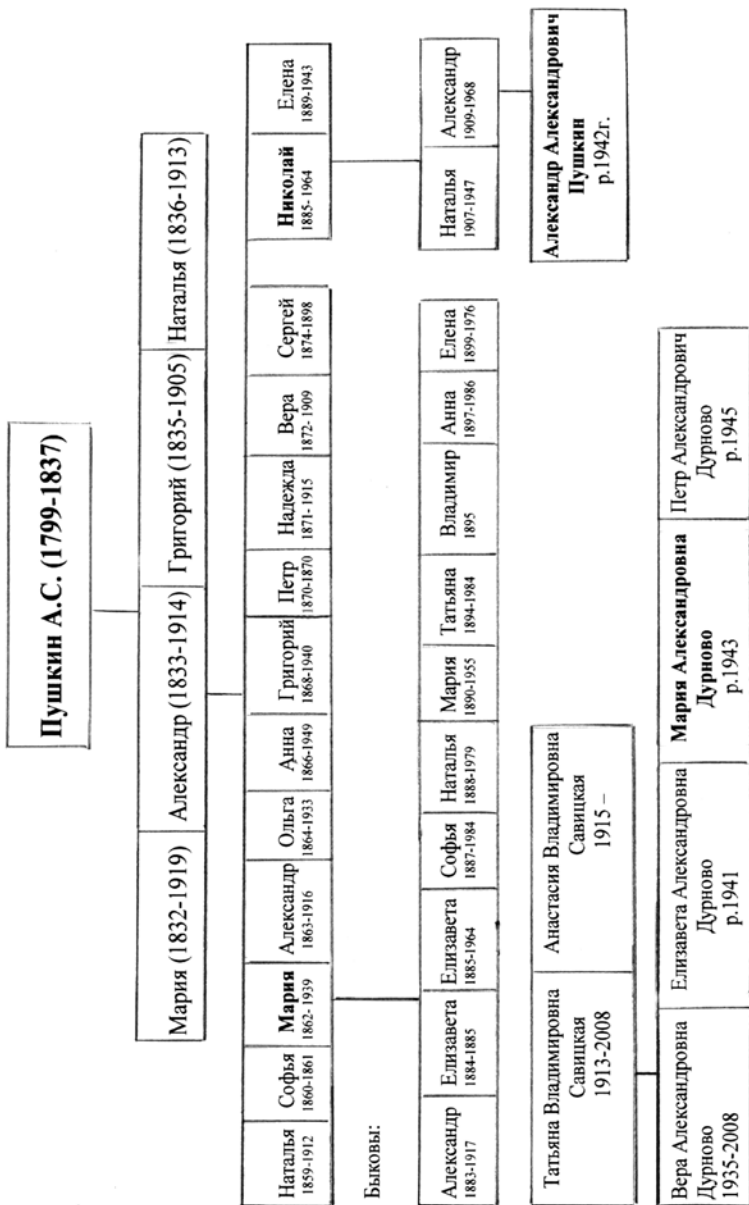 Пушкин А.С. (1799-1837)
Мария (1832-1919)
Александр (1833-1914)
Григорий (1835-1905)
Наталья (1836-1913)
Наталья
1859-1912
Софья
1860-1861
Мария
1862-1939
Александр
1863-1916
Ольга
1864-1933
Анна
1866-1949
Григорий
1868-1940
Петр
1870-1870
Надежда
1871-1915
Вера
1872-1909
Сергей
1874-1898
Николай
1885-1964
Елена
1889-1943
Быковы:
Александр
1883-1917
Елизавета
1884-1885
Елизавета
1885-1964
Софья
1887-1984
Наталья
1888-1979
Мария
1890-1955
Татьяна
1894-1984
Владимир
1895
Анна
1897-1986
Елена
1899-1976
Наталья
1907-1947
Александр
1909-1968
Татьяна Владимировна
Савицкая
1913-2008
Анастасия Владимировна
Савицкая
1915 –
Александр Александрович
Пушкин
р.1942г.
Вера Александровна
Дурново
1935-2008
Елизавета Александровна
Дурново
р.1941
Мария Александровна
Дурново
р.1943
Петр Александрович
Дурново
р.1945